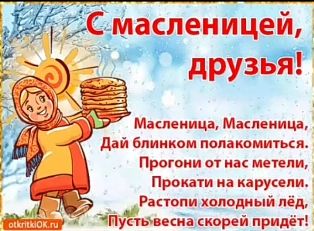 С масленицей,
друзья!
Масленица, Масленица,
Дай блинком полакомиться.
Прогони от нас метели,
Прокати на карусели.
Растопи холодный лёд,
Пусть весна скорей придёт!
otkritkiOK.ru